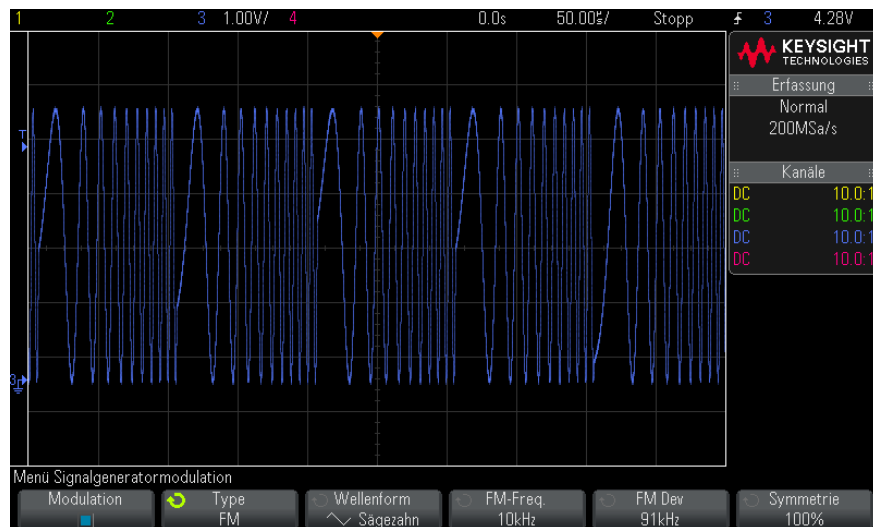 1 2 3 1.00V/ 4 0.0s 50.00㎲/ Stopp 3 4.28V
KEYSIGHT
TECHNOLOGIES
Erfassung
Normal
200MSa/s
Kanäle
DC 10.0:1
DC 10.0:1
DC 10.0:1
DC 10.0:1
T
3
Menü Signalgeneratormodulation
Modulation Type Wellenform FM-Freq. FM Dev Symmetrie
FM Sägezahn 10kHz 91kHz 100%